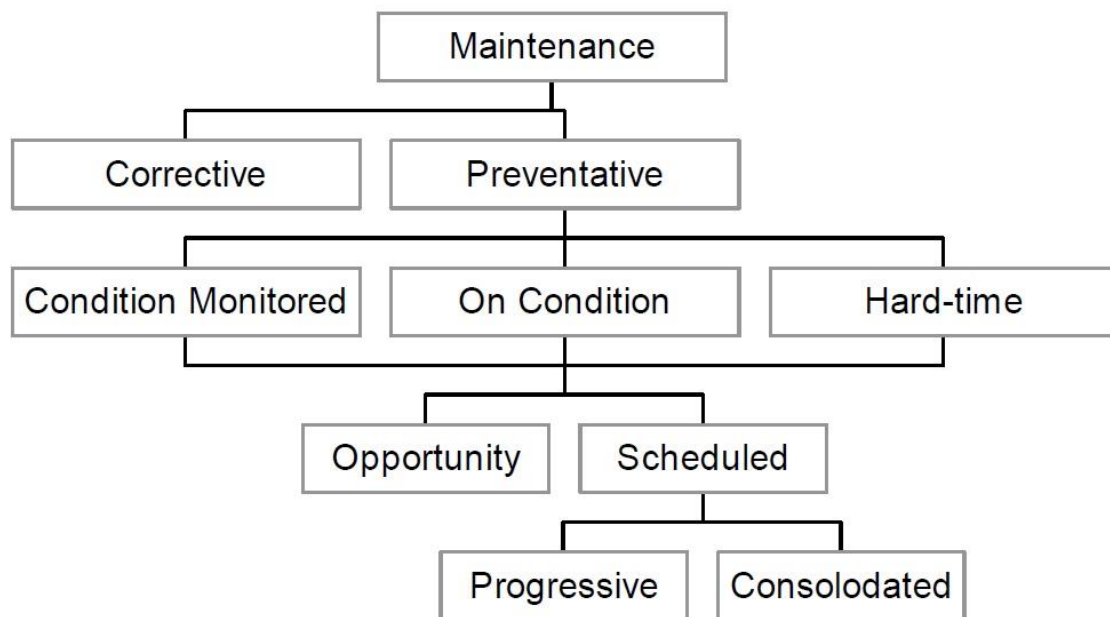 Maintenance
Corrective
Preventative
Condition Monitored
On Condition
Hard-time
Opportunity
Scheduled
Progressive
Consolodated